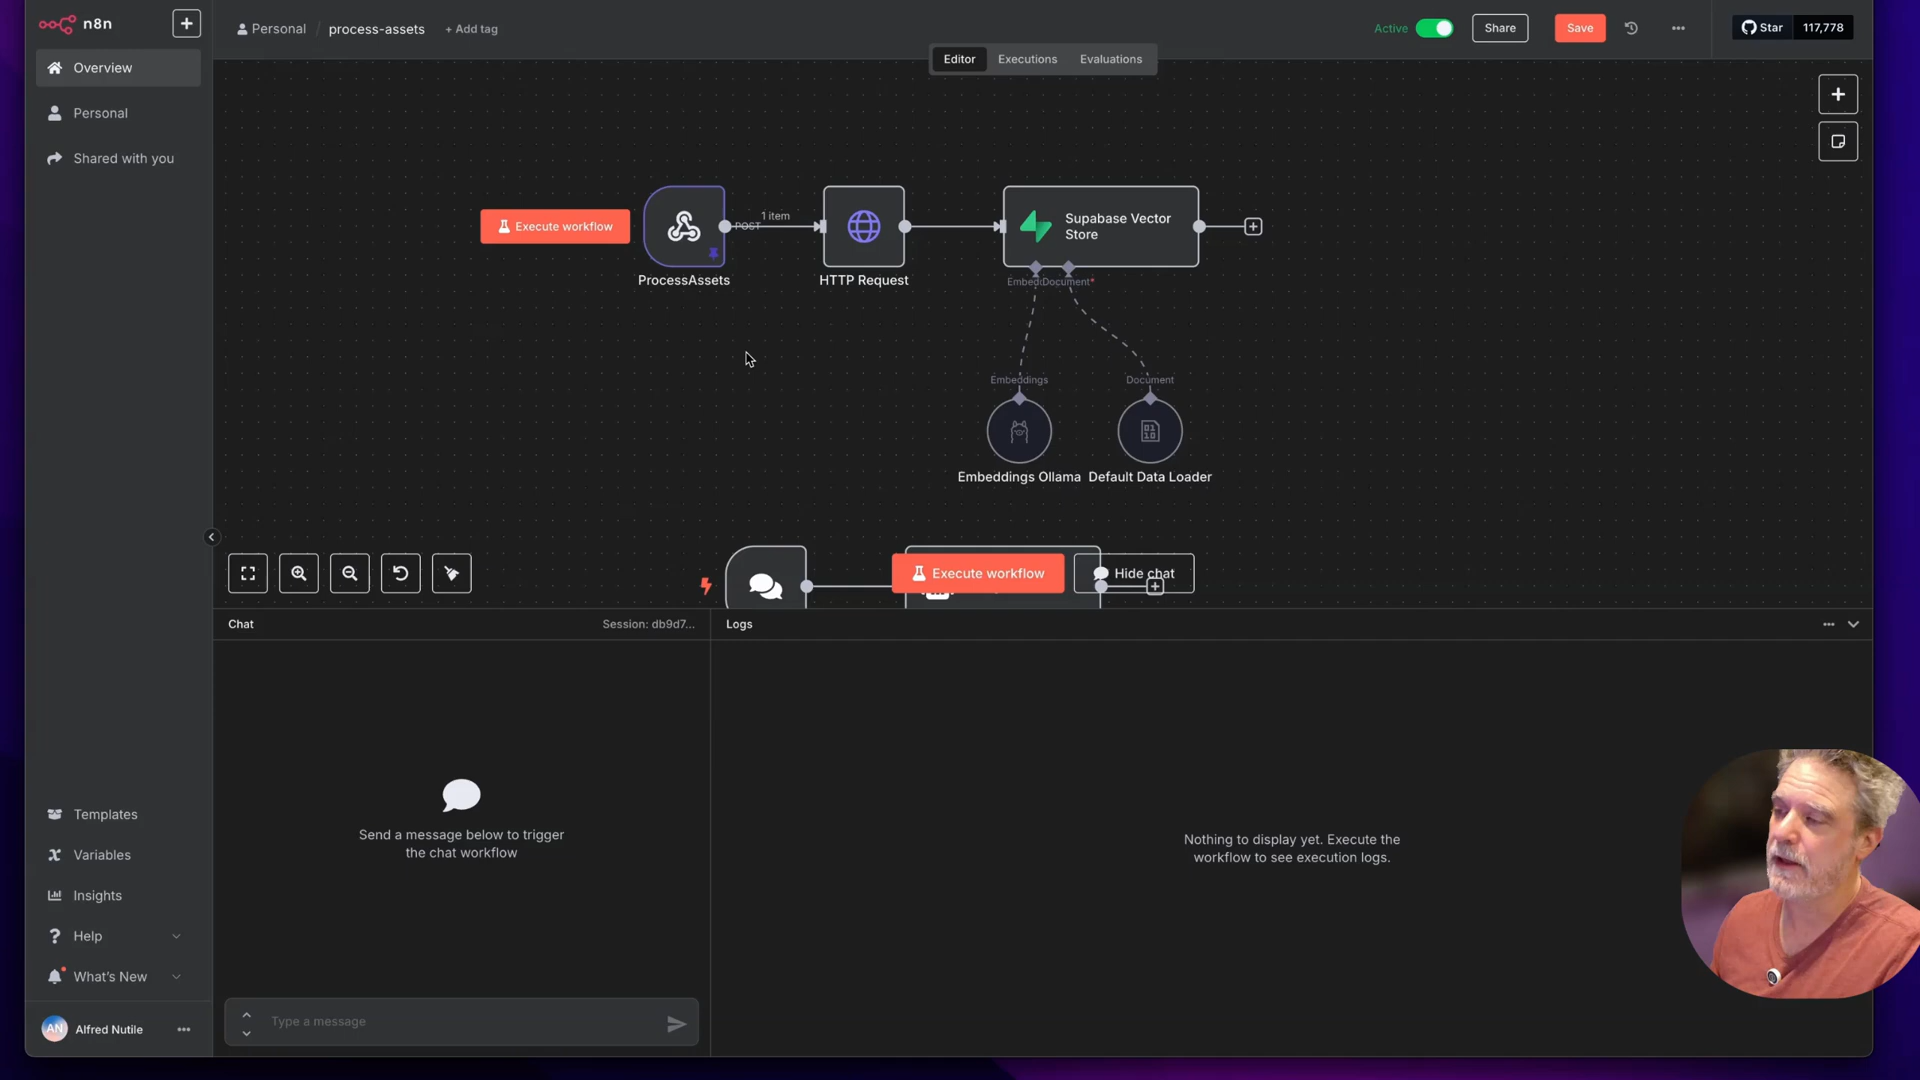 n8n
Personal / process-assets + Add tag
Active
Share
Save
Star 117,778
Editor Executions Evaluations
Overview
Personal
Shared with you
Execute workflow
1 item
POST
Supabase Vector
Store
ProcessAssets
HTTP Request
Document*
Embeddings
Document
Embeddings Ollama
Default Data Loader
Execute workflow
Hide chat
Chat
Session: db9d7...
Logs
Send a message below to trigger
the chat workflow
Nothing to display yet. Execute the
workflow to see execution logs.
Templates
Variables
Insights
Help
What's New
AN Alfred Nutile
Type a message